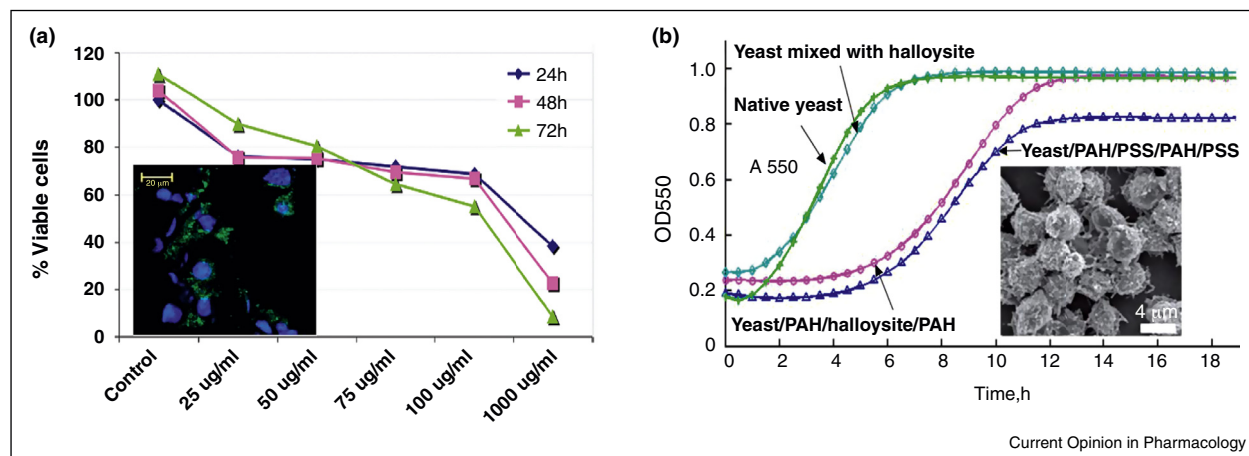 (a)
120
100
80
60
40
20
0
% Viable cells
24h
48h
72h
20 μm
Control
25 ug/ml
50 ug/ml
75 ug/ml
100 ug/ml
1000 ug/ml
(b)
Yeast mixed with halloysite
Native yeast
A 550
Yeast/PAH/PSS/PAH/PSS
Yeast/PAH/halloysite/PAH
4 μm
1.0
0.8
0.6
0.4
0.2
0
OD550
0 2 4 6 8 10 12 14 16 18
Time,h
Current Opinion in Pharmacology